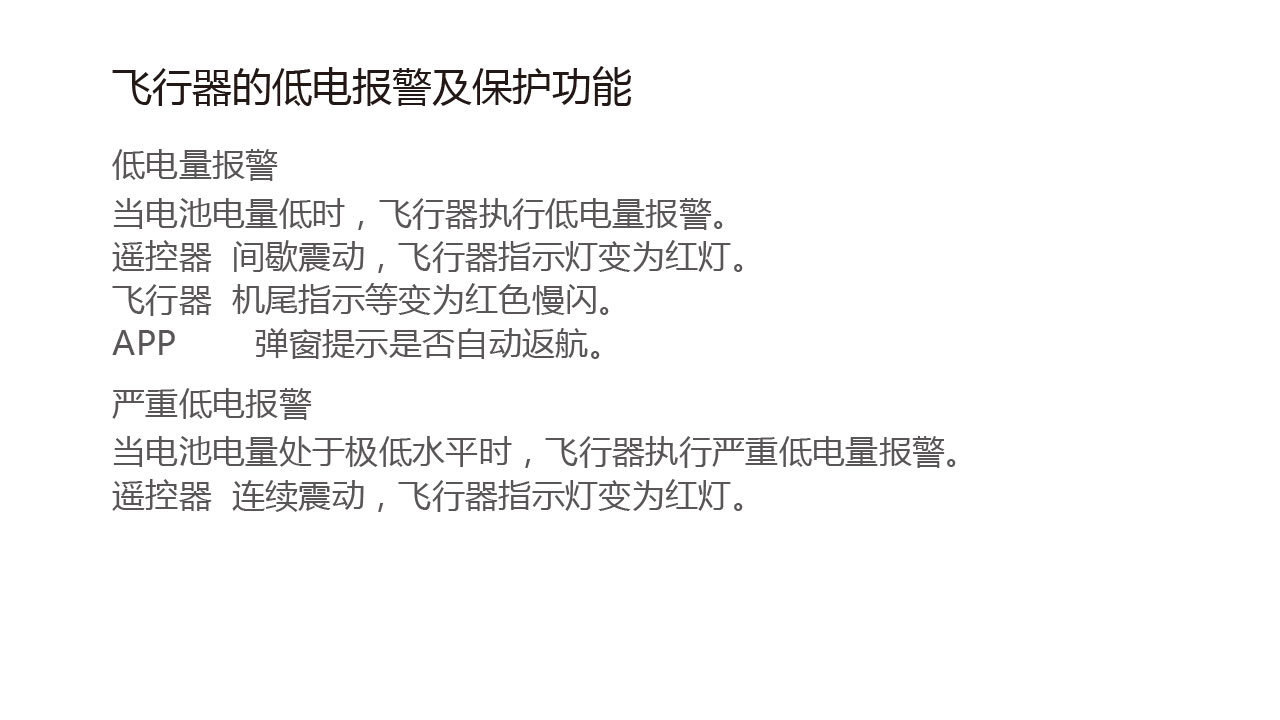 飞行器的低电报警及保护功能
低电量报警
当电池电量低时，飞行器执行低电量报警。
遥控器 间歇震动，飞行器指示灯变为红灯。
飞行器 机尾指示等变为红色慢闪。
APP 弹窗提示是否自动返航。
严重低电报警
当电池电量处于极低水平时，飞行器执行严重低电量报警。
遥控器 连续震动，飞行器指示灯变为红灯。